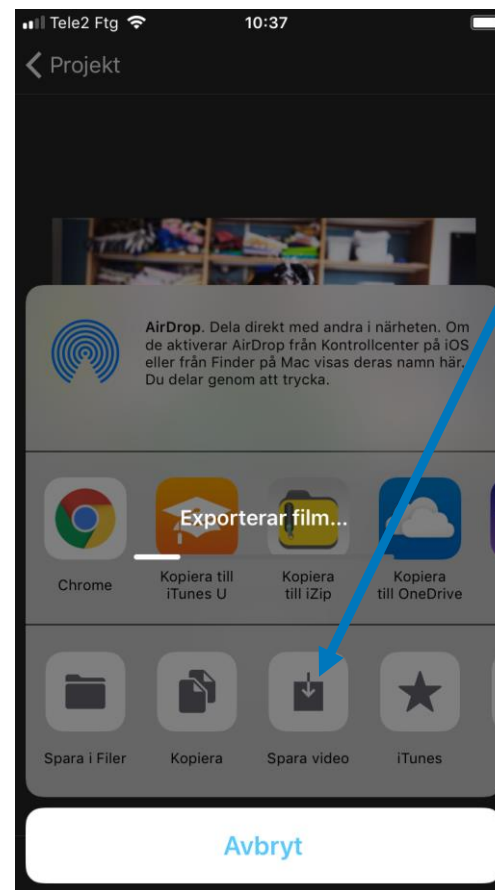 Tele2 Ftg 10:37
Projekt
AirDrop. Dela direkt med andra i närheten. Om
de aktiverar AirDrop från Kontrollcenter på iOS
eller från Finder på Mac visas deras namn här.
Du delar genom att trycka.
Exporterar film...
Chrome
Kopiera till
iTunes U
Kopiera
till iZip
Kopiera
till OneDrive
Spara i Filer
Kopiera
Spara video
iTunes
Avbryt